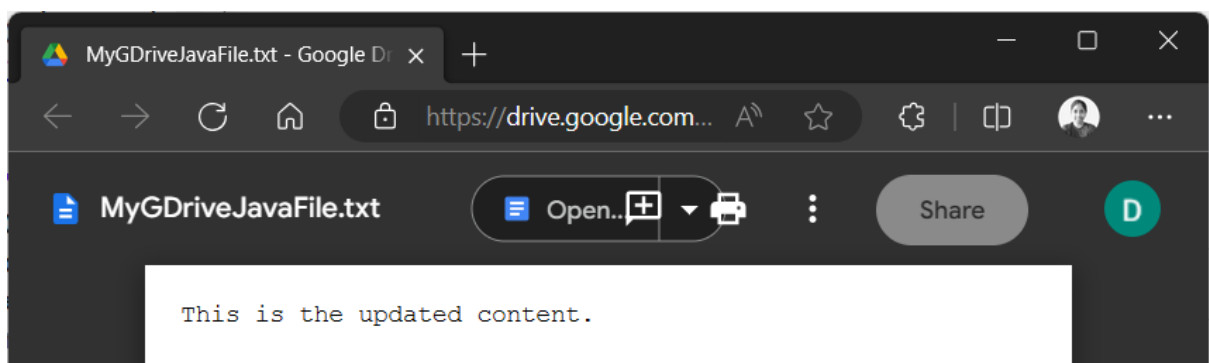 MyGDriveJavaFile.txt - Google Dr
https://drive.google.com...
MyGDriveJavaFile.txt Open.. Share D
This is the updated content.